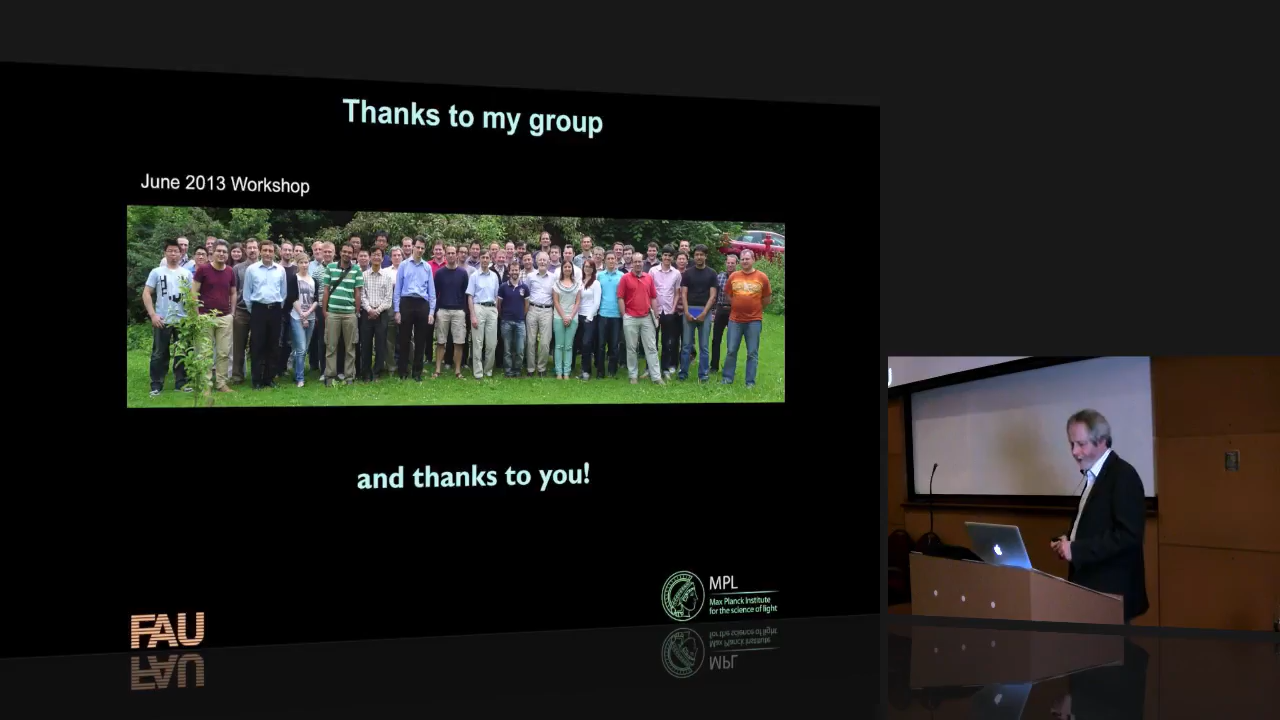 Thanks to my group
June 2013 Workshop
and thanks to you!
MPL
Max Planck Institute
for the science of light
FAU